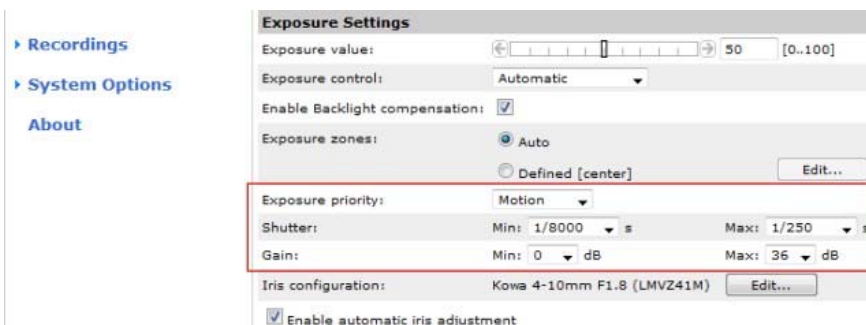 Exposure Settings
Recordings
Exposure value: 50 [0..100]
System Options
Exposure control: Automatic
Enable Backlight compensation:
About
Exposure zones: Auto
Defined [center] Edit...
Exposure priority: Motion
Shutter: Min: 1/8000 s Max: 1/250 s
Gain: Min: 0 dB Max: 36 dB
Iris configuration: Kowa 4-10mm F1.8 (LMVZ41M) Edit...
Enable automatic iris adjustment